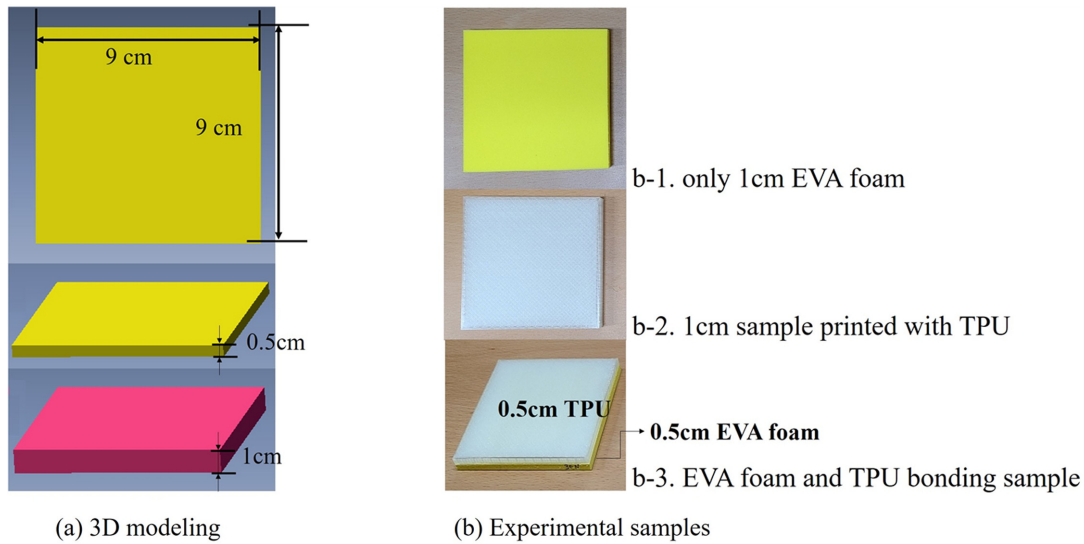 9 cm
9 cm
0.5cm
1cm
(a) 3D modeling
b-1. only 1cm EVA foam
b-2. 1cm sample printed with TPU
0.5cm TPU
0.5cm EVA foam
b-3. EVA foam and TPU bonding sample
(b) Experimental samples